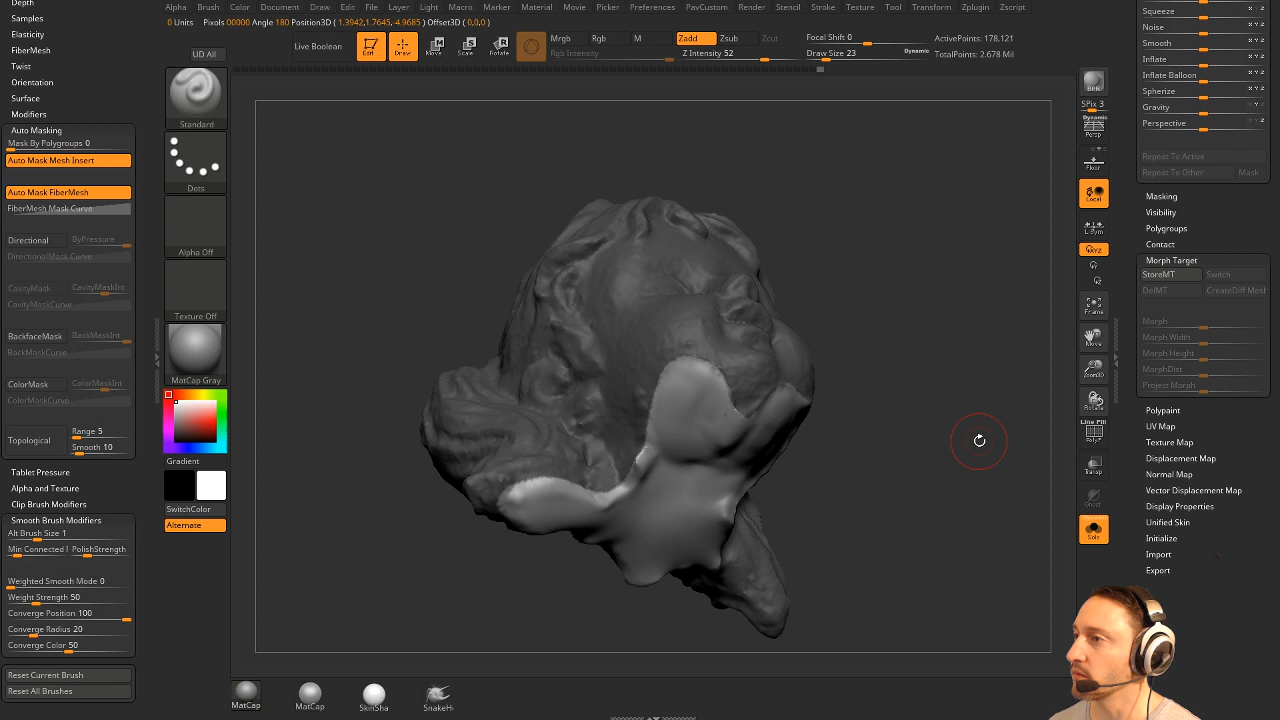 Alpha Brush Color Document Draw Edit File Layer Light Macro Marker Material Movie Picker Preferences PavCustom Render Stencil Stroke Texture Tool Transform Zplugin Zscript
0 Units Pixels 00000 Angle 180 Position3D ( 1.3942,1.7645,-4.9685) Offset3D ( 0,0,0 )
Depth
Samples
Elasticity
FiberMesh
Twist
Orientation
Surface
Modifiers
Auto Masking
Mask By Polygroups 0
Auto Mask Mesh Insert
Auto Mask FiberMesh
FiberMesh Mask Curve
Directional ByPressure
Directional Mask Curve
CavityMask CavityMaskInt
CavityMaskCurve
BackfaceMask BackMaskInt
BackMaskCurve
ColorMask ColorMaskInt
ColorMaskCurve
Topological
Range 5
Smooth 10
Tablet Pressure
Alpha and Texture
Clip Brush Modifiers
Smooth Brush Modifiers
Alt Brush Size 1
Min Connected PolishStrength
Weighted Smooth Mode 0
Weight Strength 50
Converge Position 100
Converge Radius 20
Converge Color 50
Reset Current Brush
Reset All Brushes
UD All
Standard
Dots
Alpha Off
Texture Off
MatCap Gray
Gradient
SwitchColor
Alternate
Live Boolean
Edit
Draw
Move
Scale
Rotate
Mrgb Rgb M
Rgb Intensity
Zadd Zsub Zcut
Z Intensity 52
Focal Shift 0
Draw Size 23
Dynamic
ActivePoints: 178,121
TotalPoints: 2.678 Mil
BPR
SPix 3
Dynamic
Persp
Floor
Local
L.Sym
XYZ
Frame
Move
Zoom3D
Rotate
Line Fill
PolyF
Transp
Ghost
Solo
MatCap
MatCap
SkinSha
SnakeH
Squeeze
Noise
Smooth
Inflate
Inflate Balloon
Spherize
Gravity
Perspective
Repeat To Active
Repeat To Other Mask
Masking
Visibility
Polygroups
Contact
Morph Target
StoreMT Switch
DelMT CreateDiff Mesh
Morph
Morph Width
Morph Height
MorphDist
Project Morph
Polypaint
UV Map
Texture Map
Displacement Map
Normal Map
Vector Displacement Map
Display Properties
Unified Skin
Initialize
Import
Export